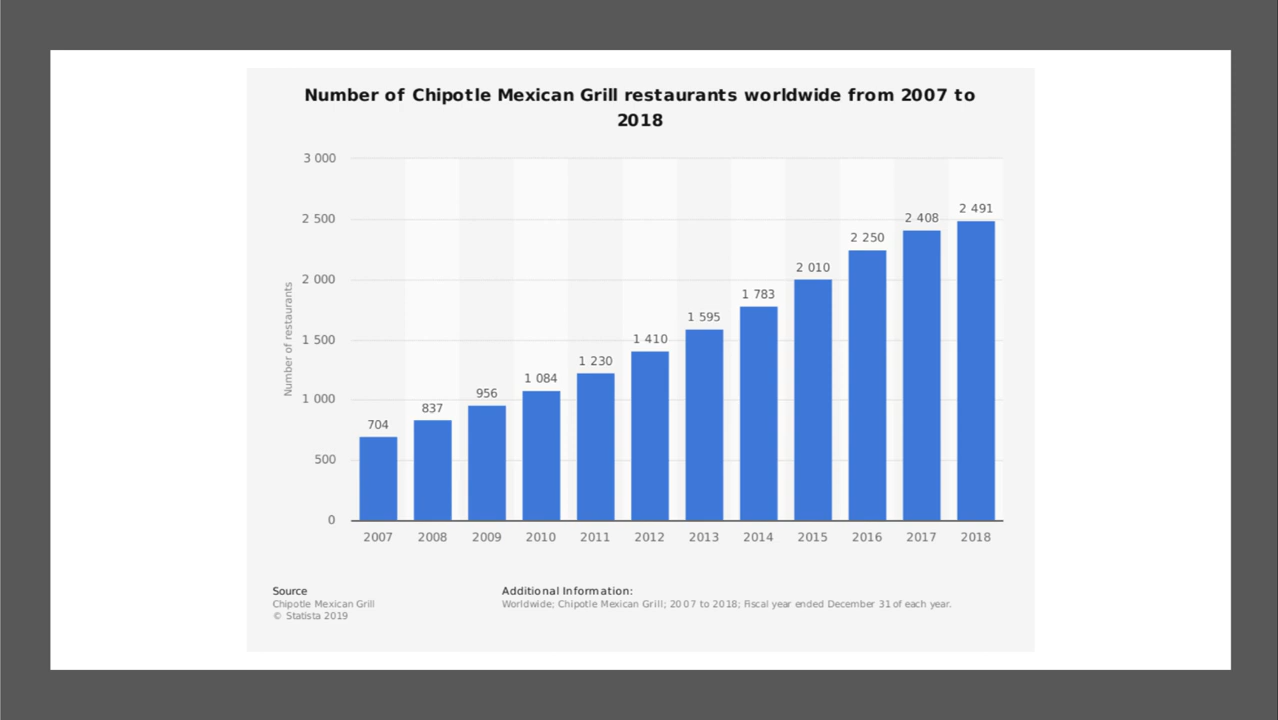 Number of Chipotle Mexican Grill restaurants worldwide from 2007 to
2018
3 000
2 500
2 000
1 500
1 000
500
0
Number of restaurants
704
837
956
1 084
1 230
1 410
1 595
1 783
2 010
2 250
2 408
2 491
2007 2008 2009 2010 2011 2012 2013 2014 2015 2016 2017 2018
Source
Chipotle Mexican Grill
© Statista 2019
Additional Information:
Worldwide; Chipotle Mexican Grill; 2007 to 2018; Fiscal year ended December 31 of each year.